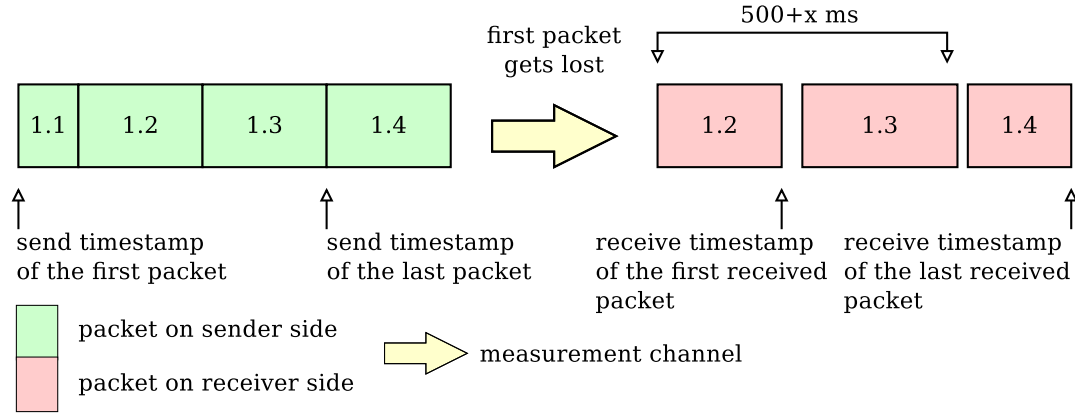 500+x ms
first packet
gets lost
1.1
1.2
1.3
1.4
1.2
1.3
1.4
send timestamp
of the first packet
send timestamp
of the last packet
receive timestamp
of the first received
packet
receive timestamp
of the last received
packet
packet on sender side
packet on receiver side
measurement channel